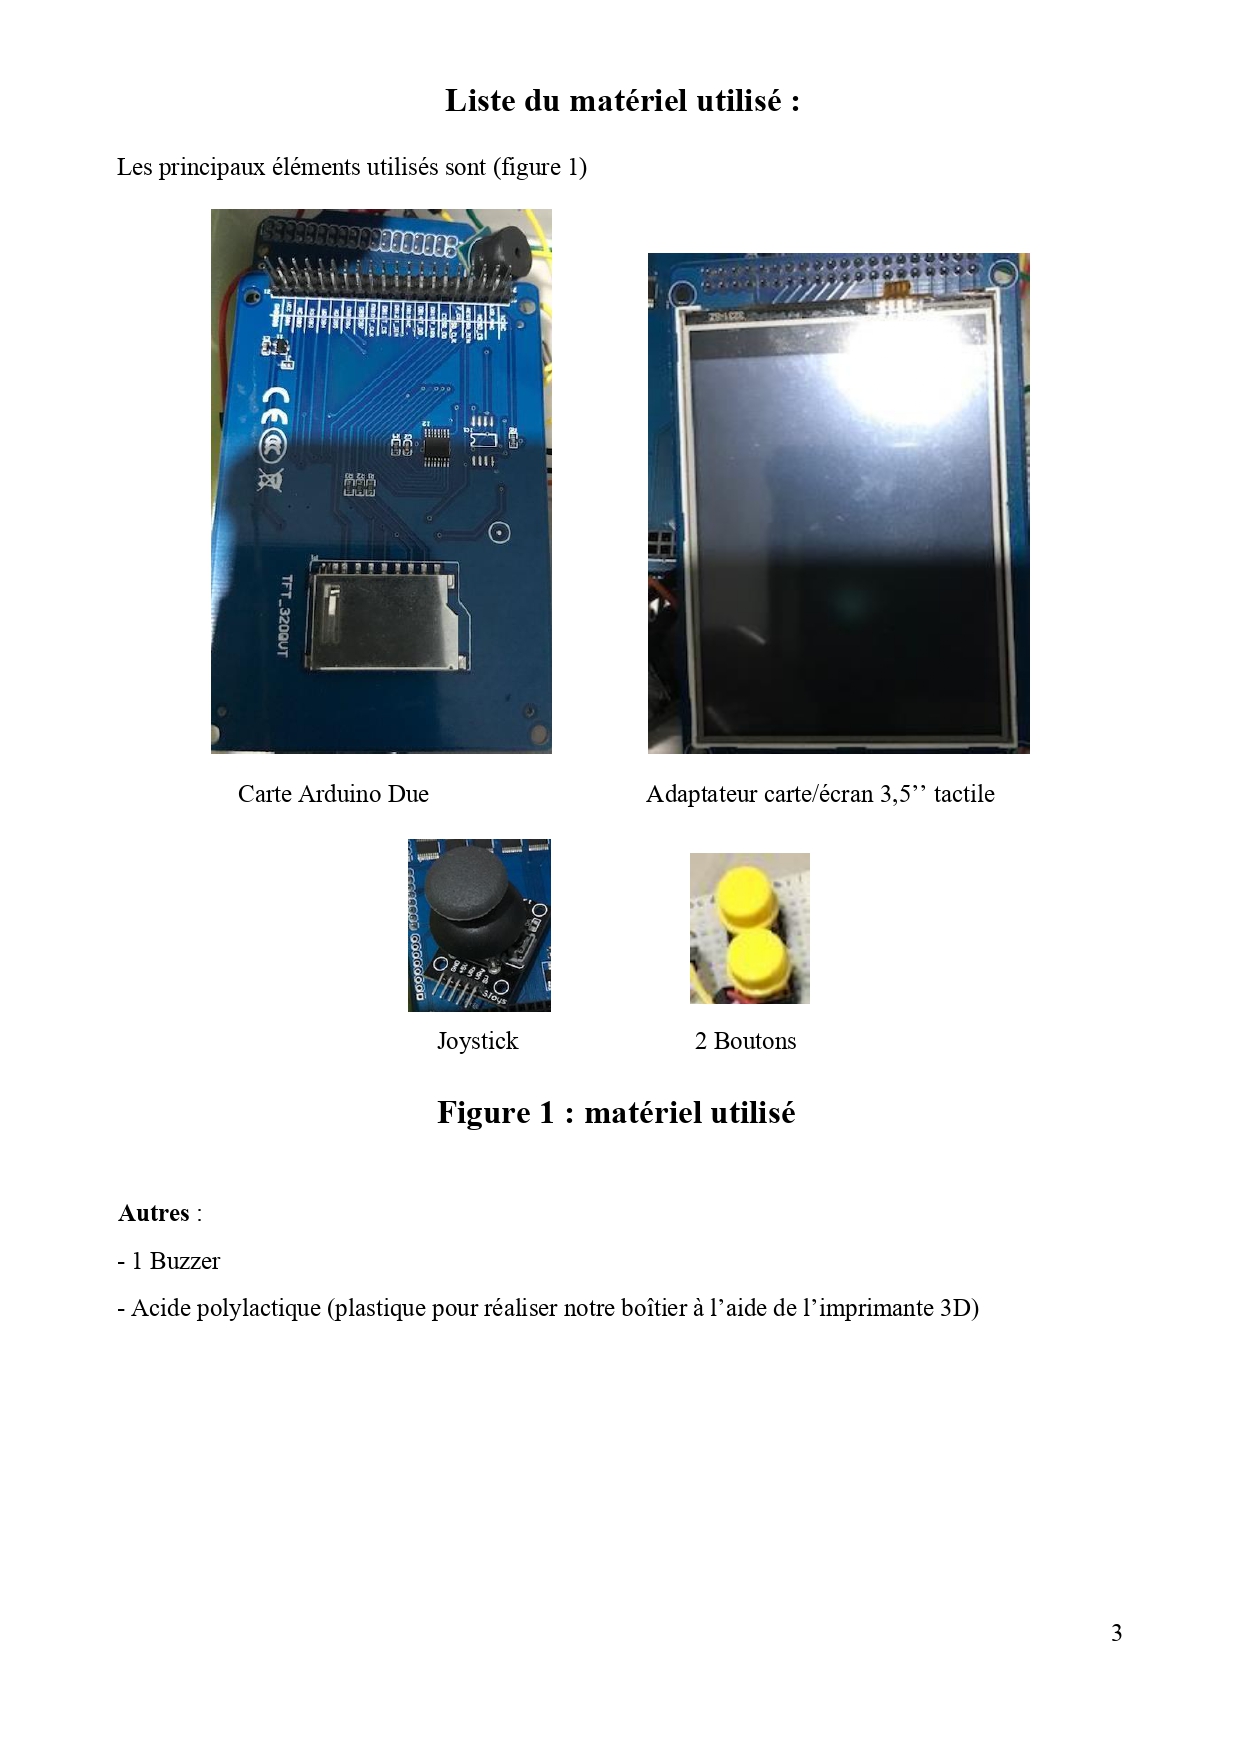 Liste du matériel utilisé :
Les principaux éléments utilisés sont (figure 1)
TFT_320QVT
3231-SZ
Carte Arduino Due
Adaptateur carte/écran 3,5’’ tactile
Joystick
2 Boutons
Figure 1 : matériel utilisé
Autres :
- 1 Buzzer
- Acide polylactique (plastique pour réaliser notre boîtier à l’aide de l’imprimante 3D)
3